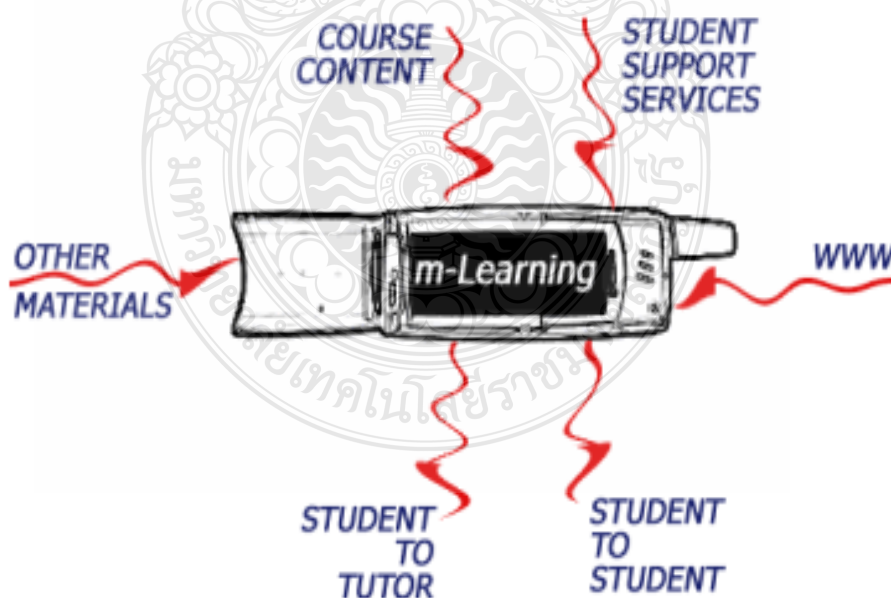 COURSE
CONTENT
STUDENT
SUPPORT
SERVICES
OTHER
MATERIALS
m-Learning
WWW
STUDENT
TO
TUTOR
STUDENT
TO
STUDENT